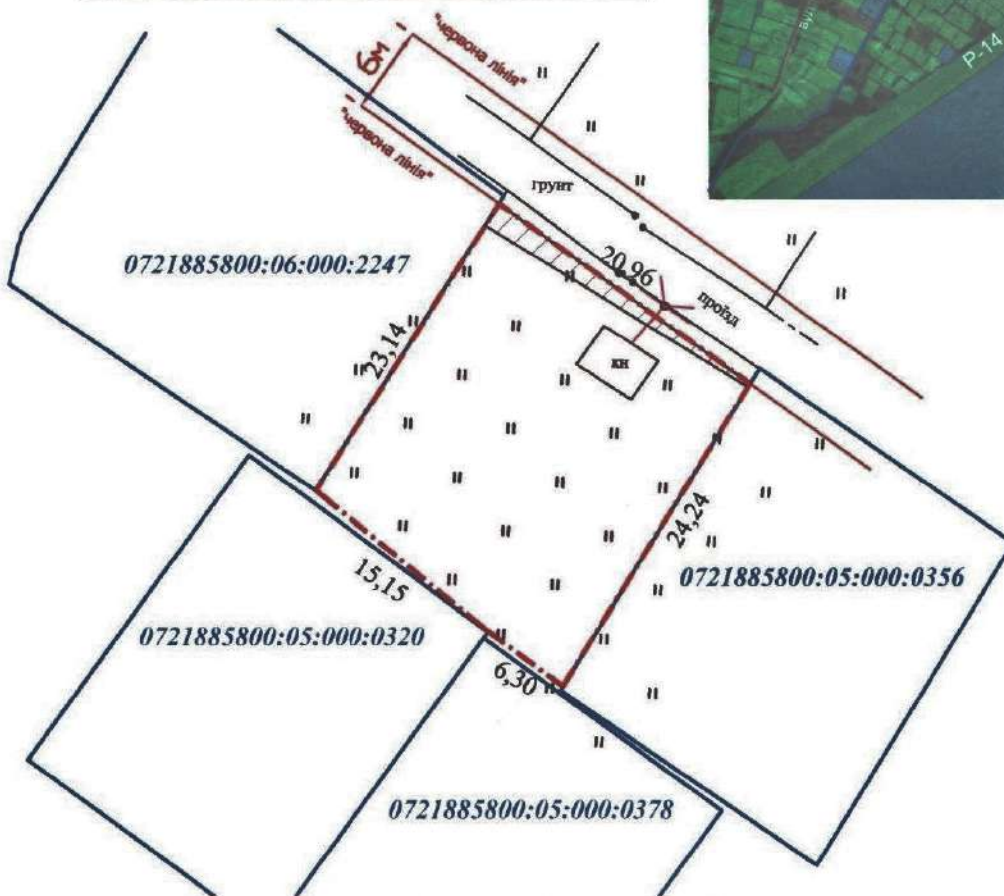 "червона лінія"
6м
"червона лінія"
Р-14
грунт
0721885800:06:000:2247
20,96
проїзд
23,14
кн
24,24
0721885800:05:000:0356
15,15
0721885800:05:000:0320
6,30
0721885800:05:000:0378